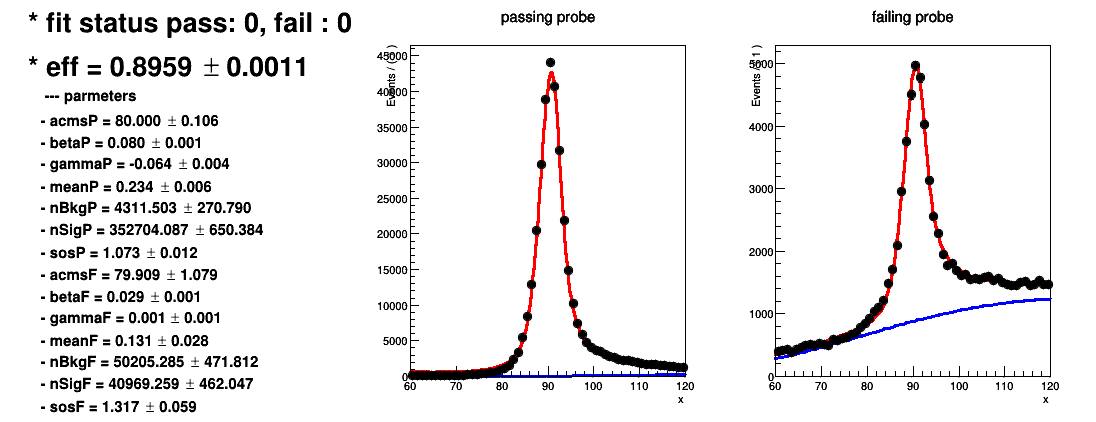 * fit status pass: 0, fail : 0
* eff = 0.8959 ± 0.0011
--- parmeters
- acmsP = 80.000 ± 0.106
- betaP = 0.080 ± 0.001
- gammaP = -0.064 ± 0.004
- meanP = 0.234 ± 0.006
- nBkgP = 4311.503 ± 270.790
- nSigP = 352704.087 ± 650.384
- sosP = 1.073 ± 0.012
- acmsF = 79.909 ± 1.079
- betaF = 0.029 ± 0.001
- gammaF = 0.001 ± 0.001
- meanF = 0.131 ± 0.028
- nBkgF = 50205.285 ± 471.812
- nSigF = 40969.259 ± 462.047
- sosF = 1.317 ± 0.059
passing probe
Events / ( 1 )
45000
40000
35000
30000
25000
20000
15000
10000
5000
0
60 70 80 90 100 110 120
x
failing probe
Events / ( 1 )
5000
4000
3000
2000
1000
0
60 70 80 90 100 110 120
x